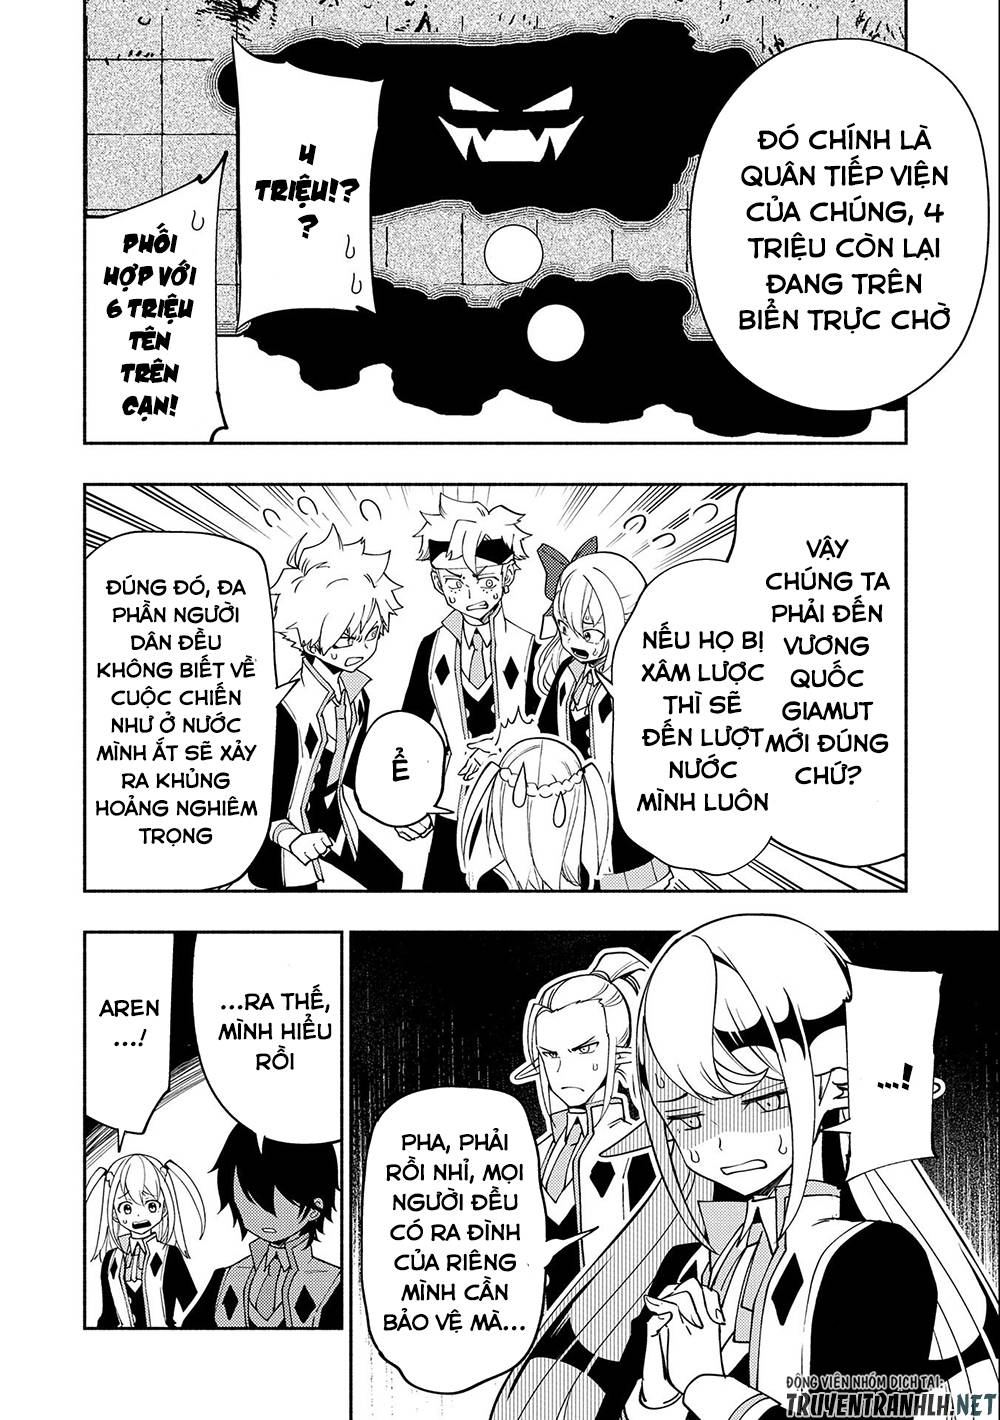 ĐÓ CHÍNH LÀ
QUÂN TIẾP VIỆN
CỦA CHÚNG, 4
TRIỆU CÒN LẠI
ĐANG TRÊN
BIỂN TRỰC CHỜ
4
TRIỆU!?
?
PHỐI
HỢP VỚI
6 TRIỆU
TÊN
TRÊN
CẠN!
VẬY
CHÚNG TA
PHẢI ĐẾN
VƯƠNG
QUỐC
GIAMUT
MỚI ĐÚNG
CHỨ?
NẾU HỌ BỊ
XÂM LƯỢC
THÌ SẼ
ĐẾN LƯỢT
NƯỚC
MÌNH LUÔN
Ể
ĐÚNG ĐÓ, ĐA
PHẦN NGƯỜI
DÂN ĐỀU
KHÔNG BIẾT VỀ
CUỘC CHIẾN
NHƯ Ở NƯỚC
MÌNH ẮT SẼ XẢY
RA KHỦNG
HOẢNG NGHIÊM
TRỌNG
...!
PHA, PHẢI
RỒI NHỈ, MỌI
NGƯỜI ĐỀU
CÓ RA ĐÌNH
CỦA RIÊNG
MÌNH CẦN
BẢO VỆ MÀ...
...RA THẾ,
MÌNH HIỂU
RỒI
AREN
...!
ĐỘNG VIÊN NHÓM DỊCH TẠI:
TRUYENTRANHLH.NET